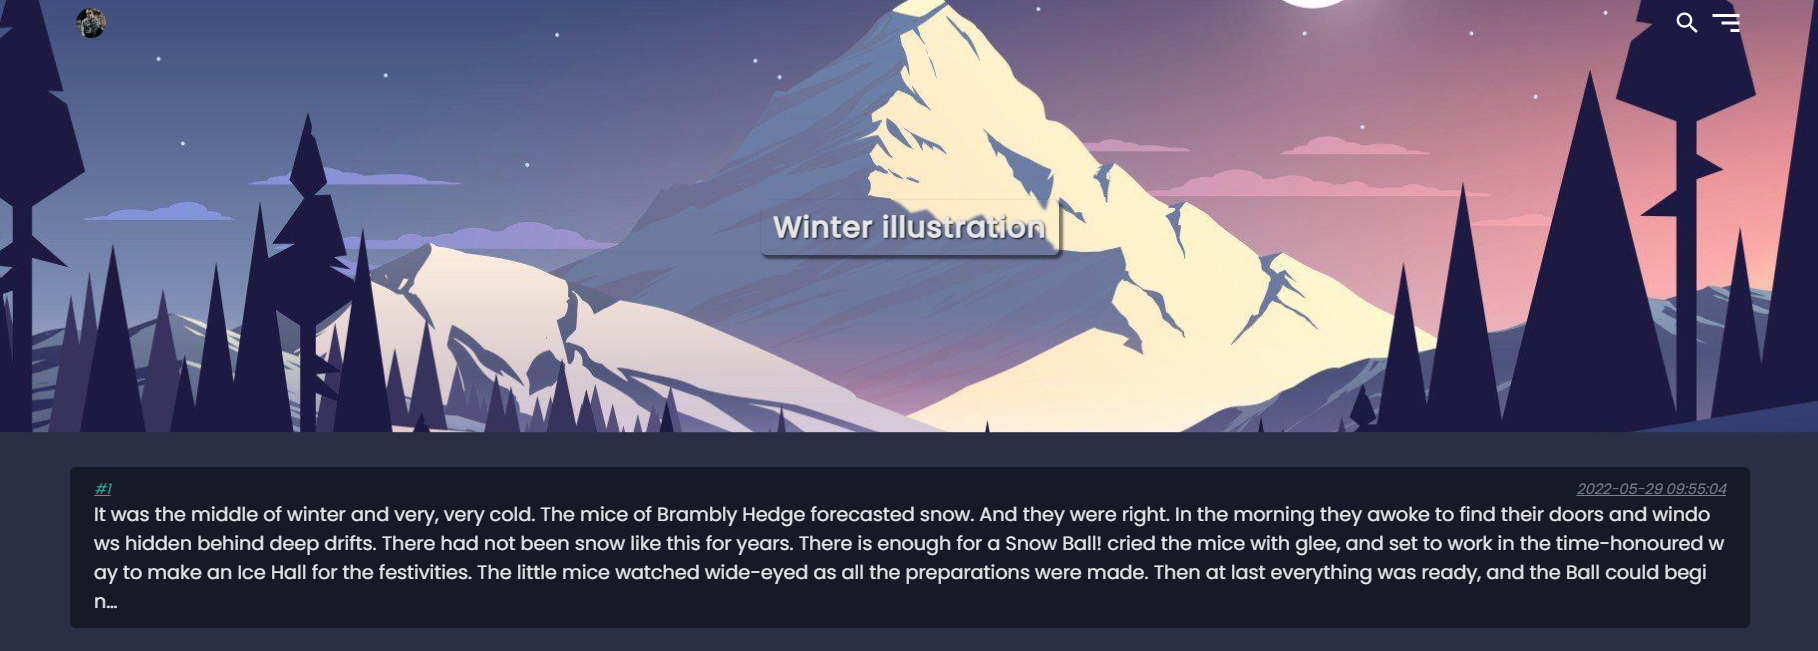 Winter illustration
#1
2022-05-29 09:55:04
It was the middle of winter and very, very cold. The mice of Brambly Hedge forecasted snow. And they were right. In the morning they awoke to find their doors and windo
ws hidden behind deep drifts. There had not been snow like this for years. There is enough for a Snow Ball! cried the mice with glee, and set to work in the time-honoured w
ay to make an Ice Hall for the festivities. The little mice watched wide-eyed as all the preparations were made. Then at last everything was ready, and the Ball could begi
n...